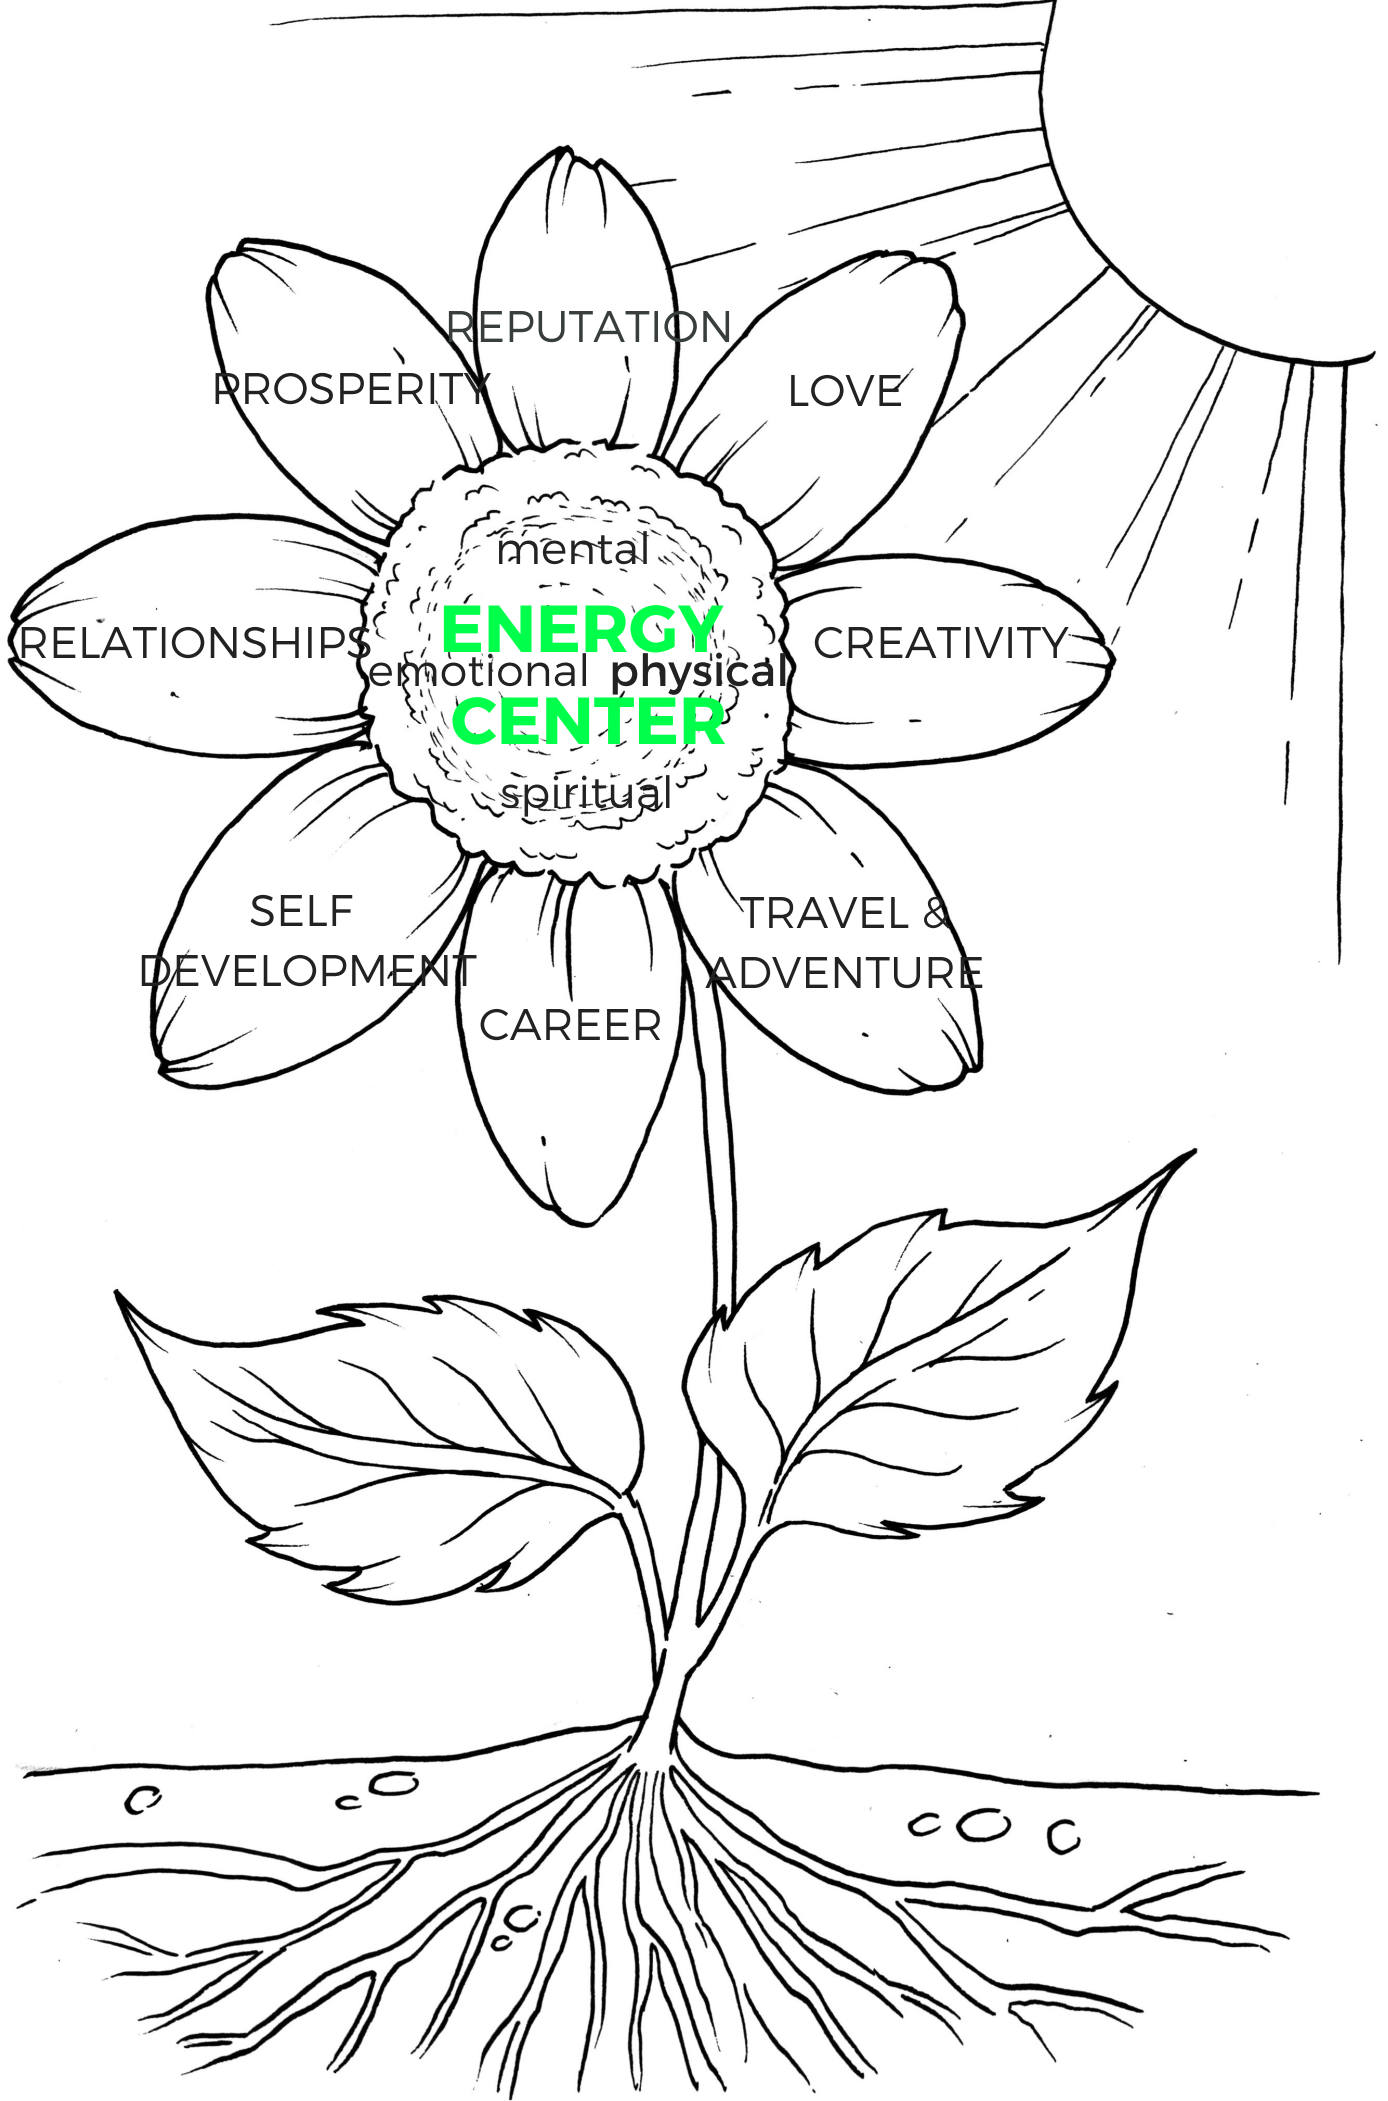 REPUTATION
PROSPERITY
LOVE
mental
ENERGY
RELATIONSHIPS
CREATIVITY
emotional physical
CENTER
spiritual
SELF
DEVELOPMENT
TRAVEL &
ADVENTURE
CAREER